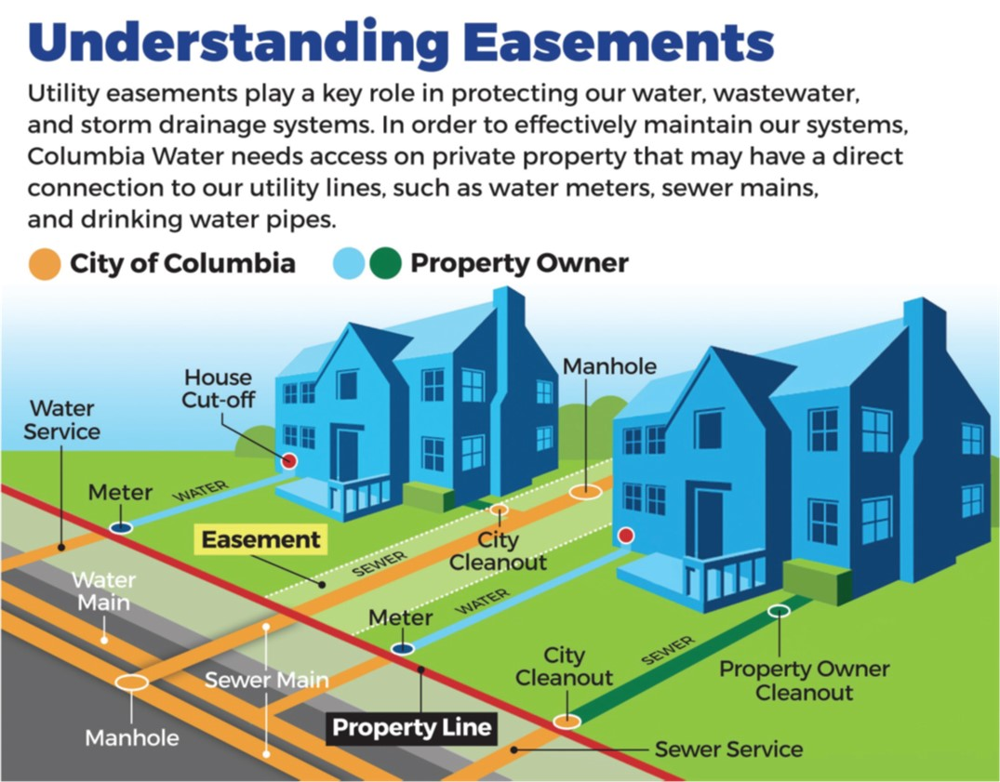 Understanding Easements
Utility easements play a key role in protecting our water, wastewater,
and storm drainage systems. In order to effectively maintain our systems,
Columbia Water needs access on private property that may have a direct
connection to our utility lines, such as water meters, sewer mains,
and drinking water pipes.
City of Columbia
Property Owner
House
Cut-off
Manhole
Water
Service
Meter
WATER
Easement
SEWER
City
Cleanout
Water
Main
Meter
WATER
Sewer Main
City
Cleanout
SEWER
Property Owner
Cleanout
Property Line
Manhole
Sewer Service